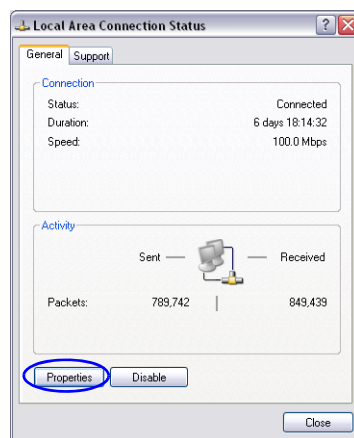 Local Area Connection Status
General Support
Connection
Status: Connected
Duration: 6 days 18:14:32
Speed: 100.0 Mbps
Activity
Sent — — Received
Packets: 789,742 | 849,439
Properties Disable
Close